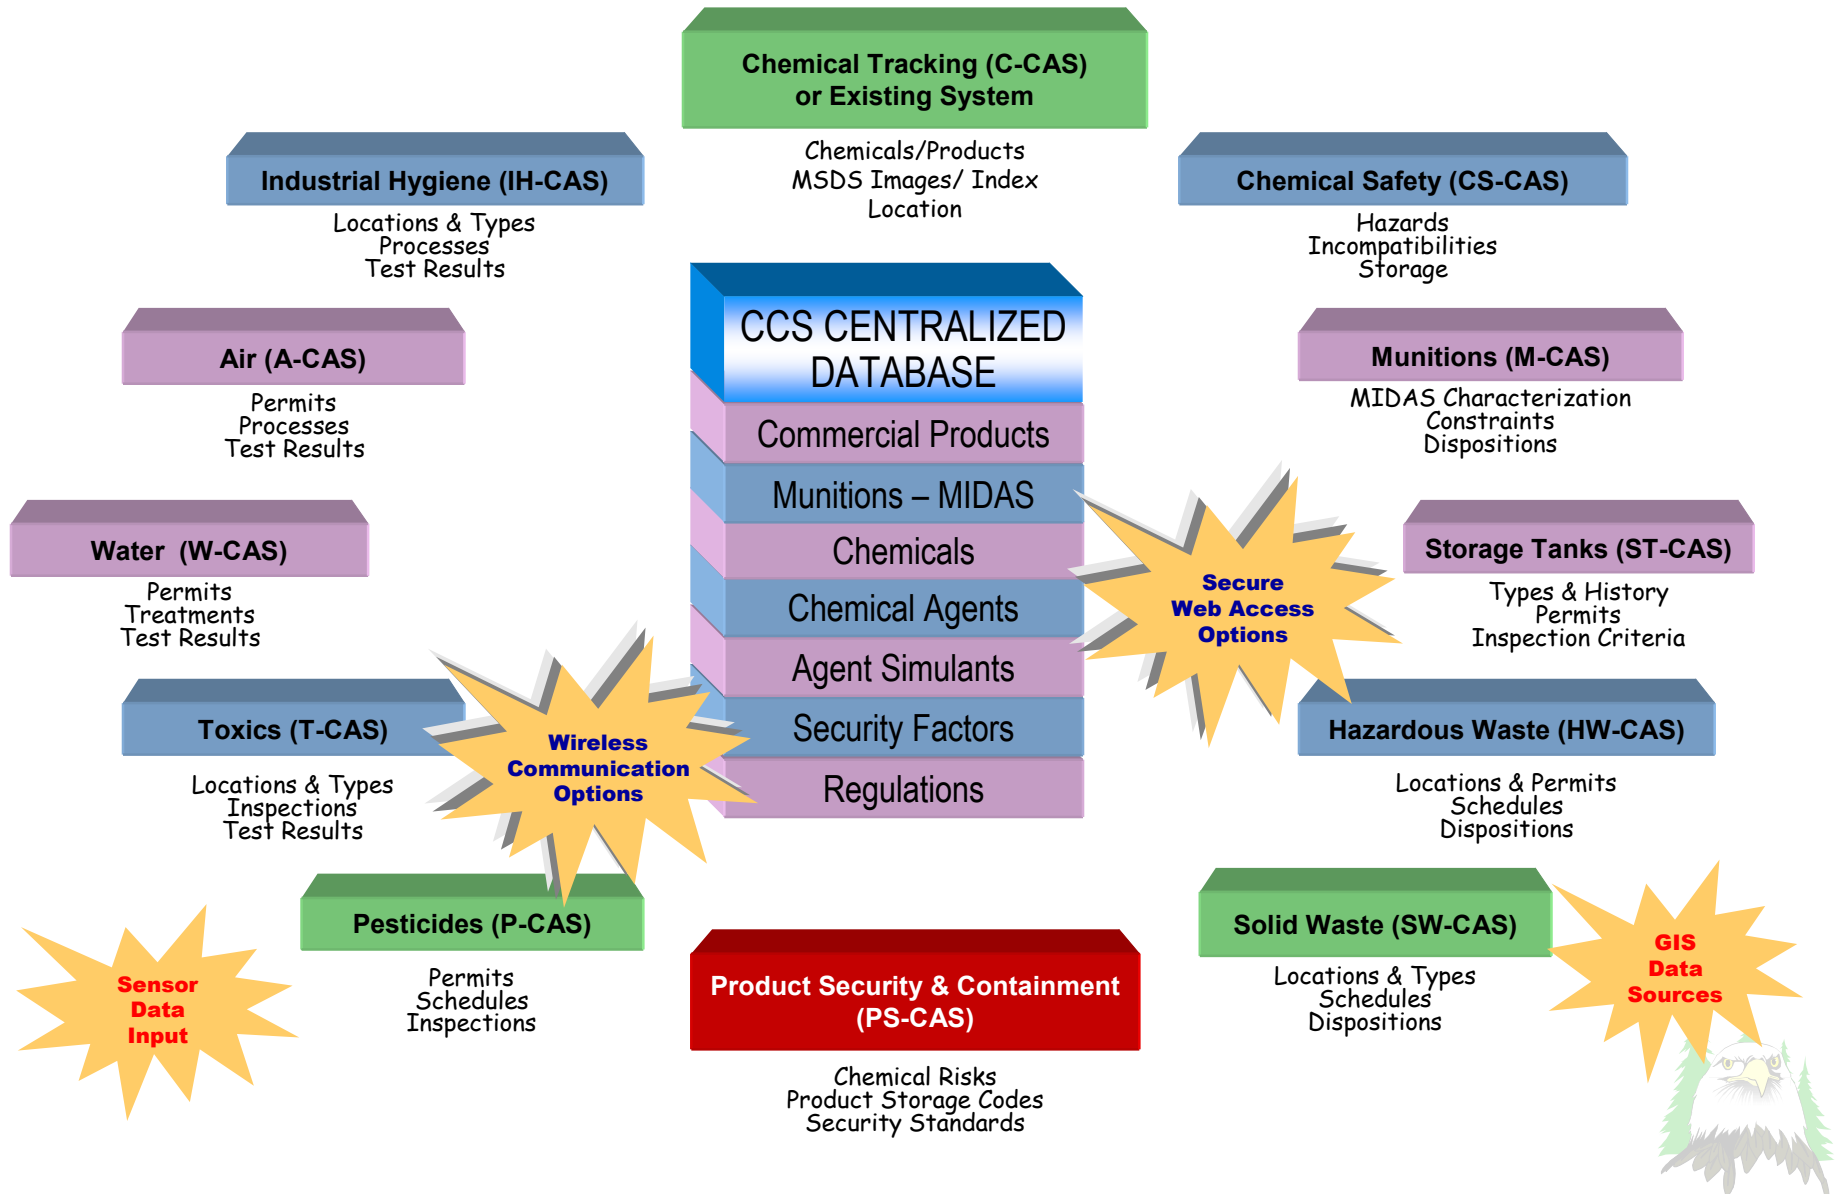 Chemical Tracking (C-CAS)
or Existing System
Chemicals/Products
MSDS Images/ Index
Location
Industrial Hygiene (IH-CAS)
Locations & Types
Processes
Test Results
Chemical Safety (CS-CAS)
Hazards
Incompatibilities
Storage
Air (A-CAS)
Permits
Processes
Test Results
CCS CENTRALIZED
DATABASE
Commercial Products
Munitions – MIDAS
Chemicals
Chemical Agents
Agent Simulants
Security Factors
Regulations
Munitions (M-CAS)
MIDAS Characterization
Constraints
Dispositions
Water  (W-CAS)
Permits
Treatments
Test Results
Secure
Web Access
Options
Storage Tanks (ST-CAS)
Types & History
Permits
Inspection Criteria
Toxics (T-CAS)
Locations & Types
Inspections
Test Results
Wireless
Communication
Options
Hazardous Waste (HW-CAS)
Locations & Permits
Schedules
Dispositions
Pesticides (P-CAS)
Permits
Schedules
Inspections
Solid Waste (SW-CAS)
Locations & Types
Schedules
Dispositions
Sensor
Data
Input
Product Security & Containment
(PS-CAS)
Chemical Risks
Product Storage Codes
Security Standards
GIS
Data
Sources